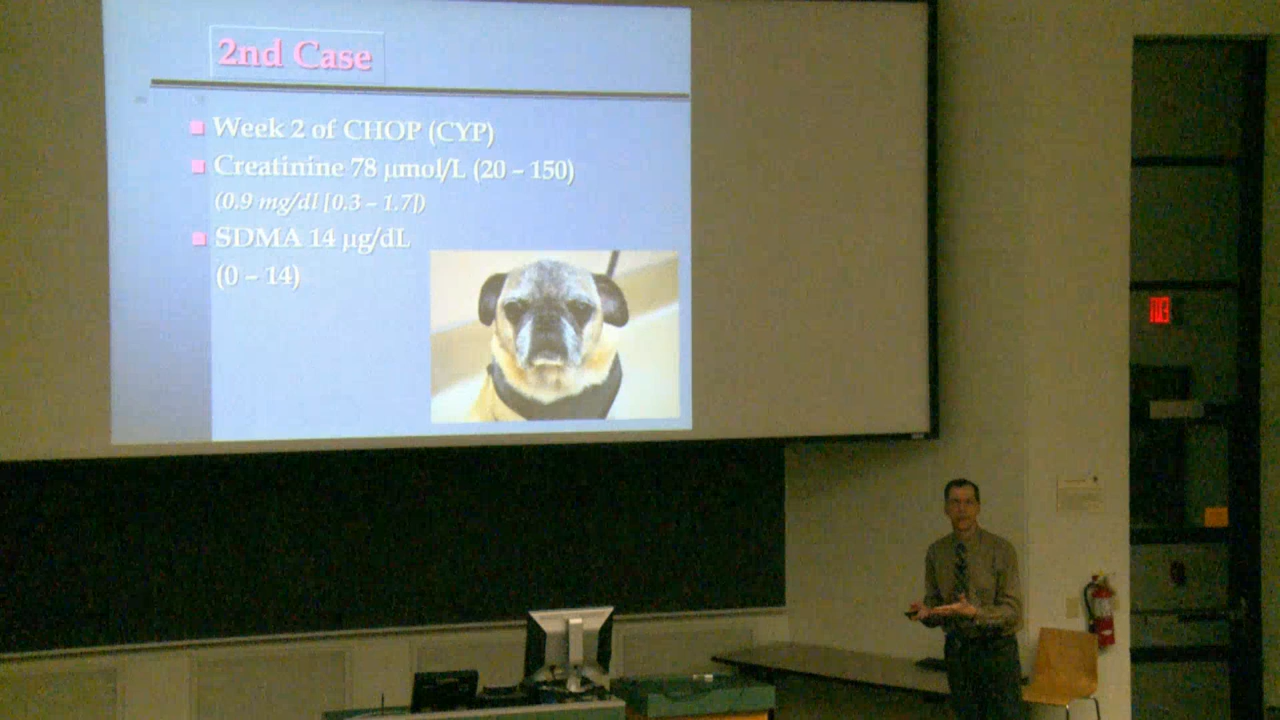 2nd Case
Week 2 of CHOP (CYP)
Creatinine 78 μmol/L (20 – 150)
(0.9 mg/dl [0.3 – 1.7])
SDMA 14 μg/dL
(0 – 14)